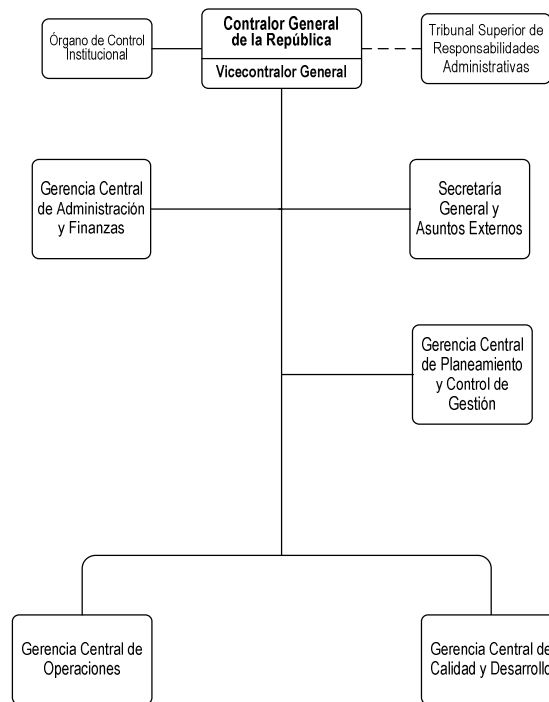 Órgano de Control
Institucional
Contralor General
de la República
Vicecontralor General
Tribunal Superior de
Responsabilidades
Administrativas
Gerencia Central
de Administración
y Finanzas
Secretaría
General y
Asuntos Externos
Gerencia Central
de Planeamiento
y Control de
Gestión
Gerencia Central de
Operaciones
Gerencia Central de
Calidad y Desarrollo